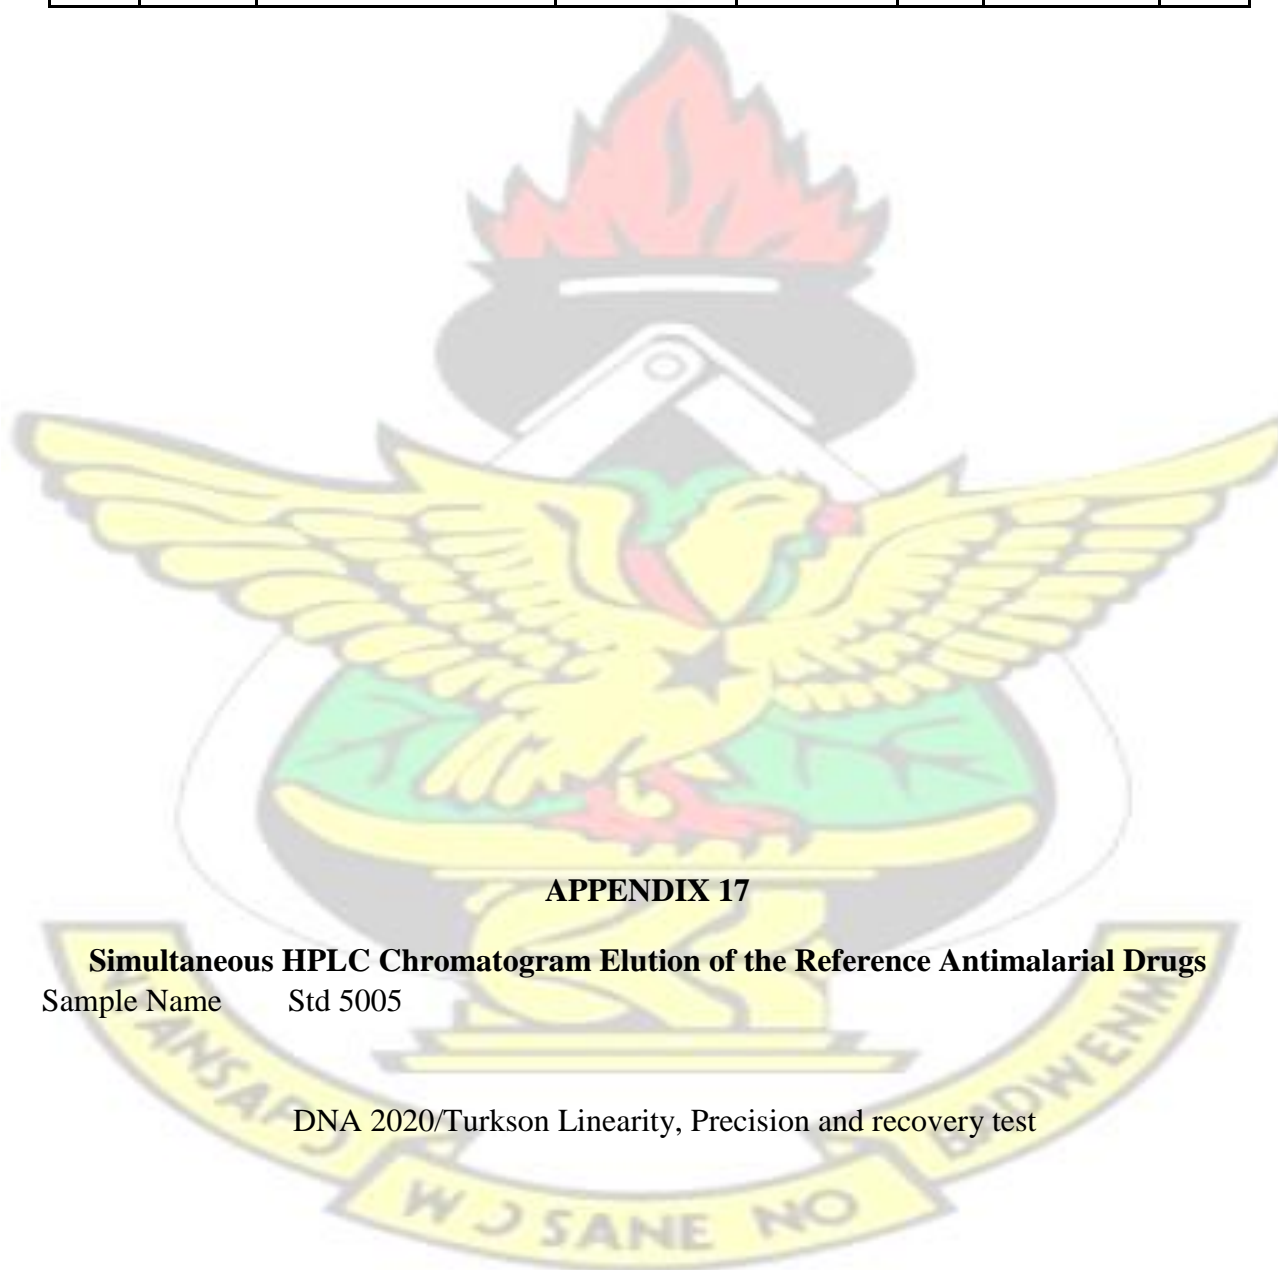 APPENDIX 17
Simultaneous HPLC Chromatogram Elution of the Reference Antimalarial Drugs
Sample Name Std 5005
DNA 2020/Turkson Linearity, Precision and recovery test
W Ɔ SANE NO